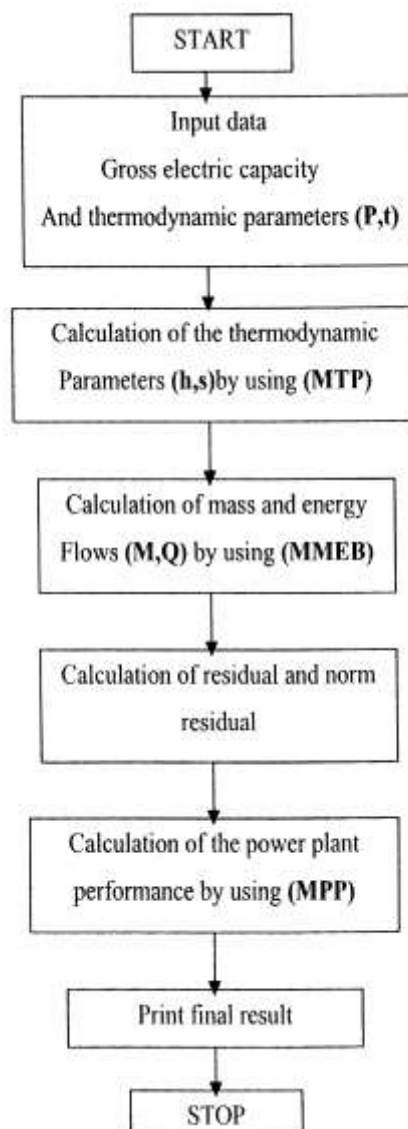 START
Input data
Gross electric capacity
And thermodynamic parameters (P,t)
Calculation of the thermodynamic
Parameters (h,s)by using (MTP)
Calculation of mass and energy
Flows (M,Q) by using (MMEB)
Calculation of residual and norm
residual
Calculation of the power plant
performance by using (MPP)
Print final result
STOP